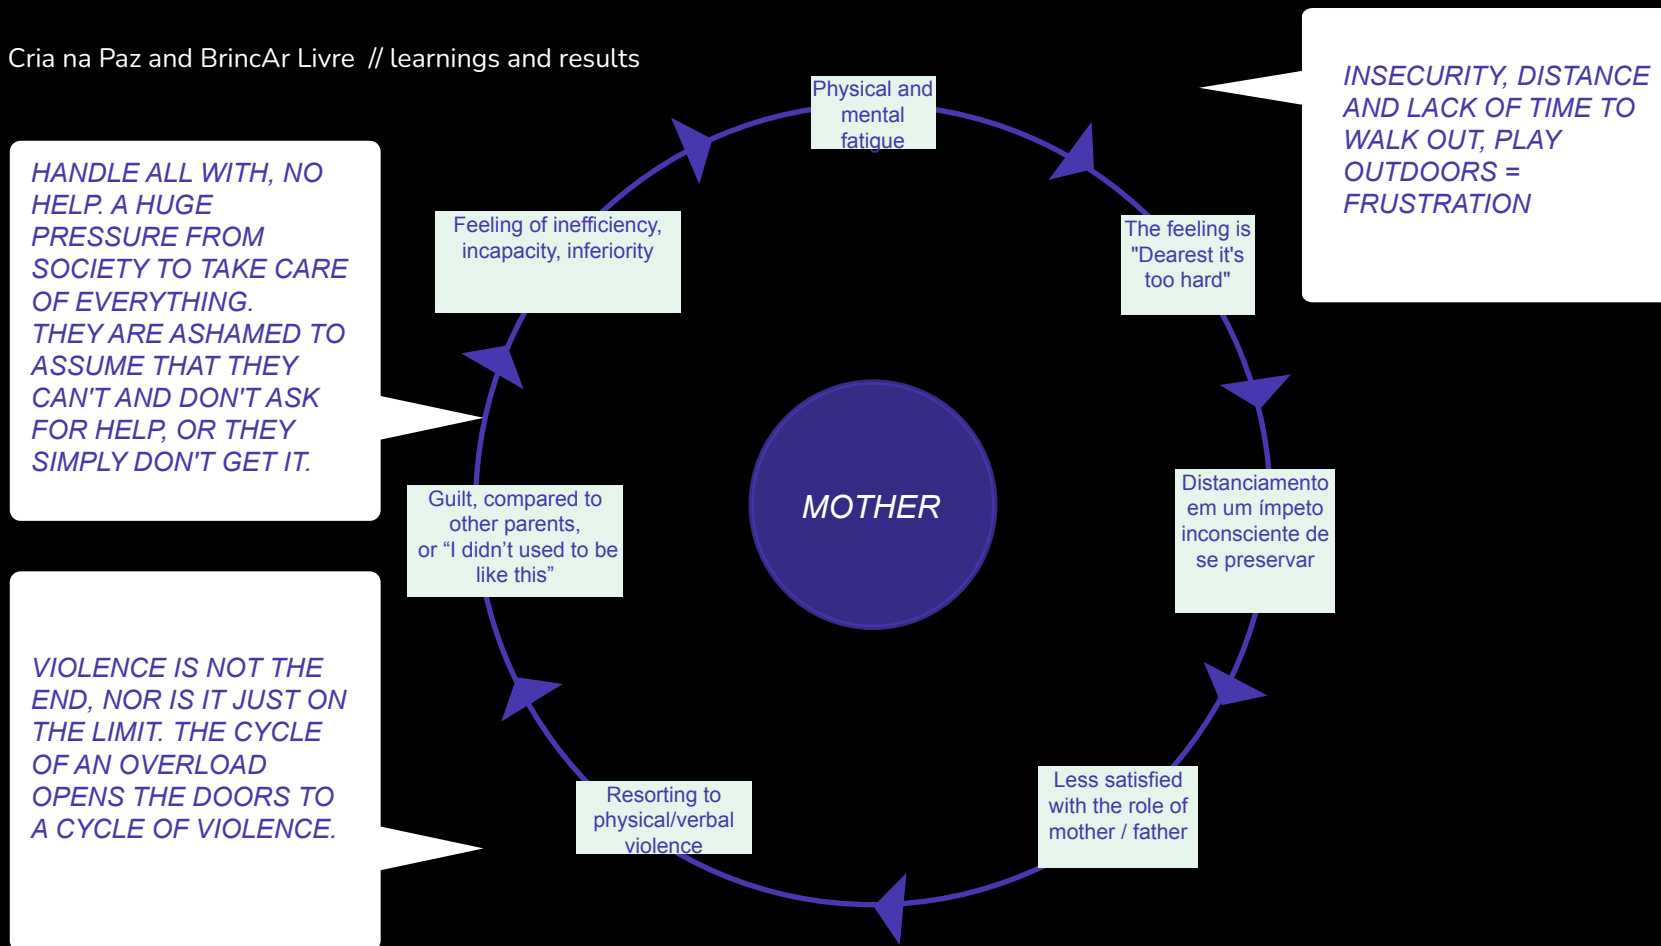 Cria na Paz and BrincAr Livre // learnings and results
INSECURITY, DISTANCE
AND LACK OF TIME TO
WALK OUT, PLAY
OUTDOORS =
FRUSTRATION
HANDLE ALL WITH, NO
HELP. A HUGE
PRESSURE FROM
SOCIETY TO TAKE CARE
OF EVERYTHING.
THEY ARE ASHAMED TO
ASSUME THAT THEY
CAN'T AND DON'T ASK
FOR HELP, OR THEY
SIMPLY DON'T GET IT.
VIOLENCE IS NOT THE
END, NOR IS IT JUST ON
THE LIMIT. THE CYCLE
OF AN OVERLOAD
OPENS THE DOORS TO
A CYCLE OF VIOLENCE.
Physical and
mental
fatigue
The feeling is
"Dearest it's
too hard"
Distanciamento
em um ímpeto
inconsciente de
se preservar
Less satisfied
with the role of
mother / father
Resorting to
physical/verbal
violence
Guilt, compared to
other parents,
or “I didn’t used to be
like this”
Feeling of inefficiency,
incapacity, inferiority
MOTHER